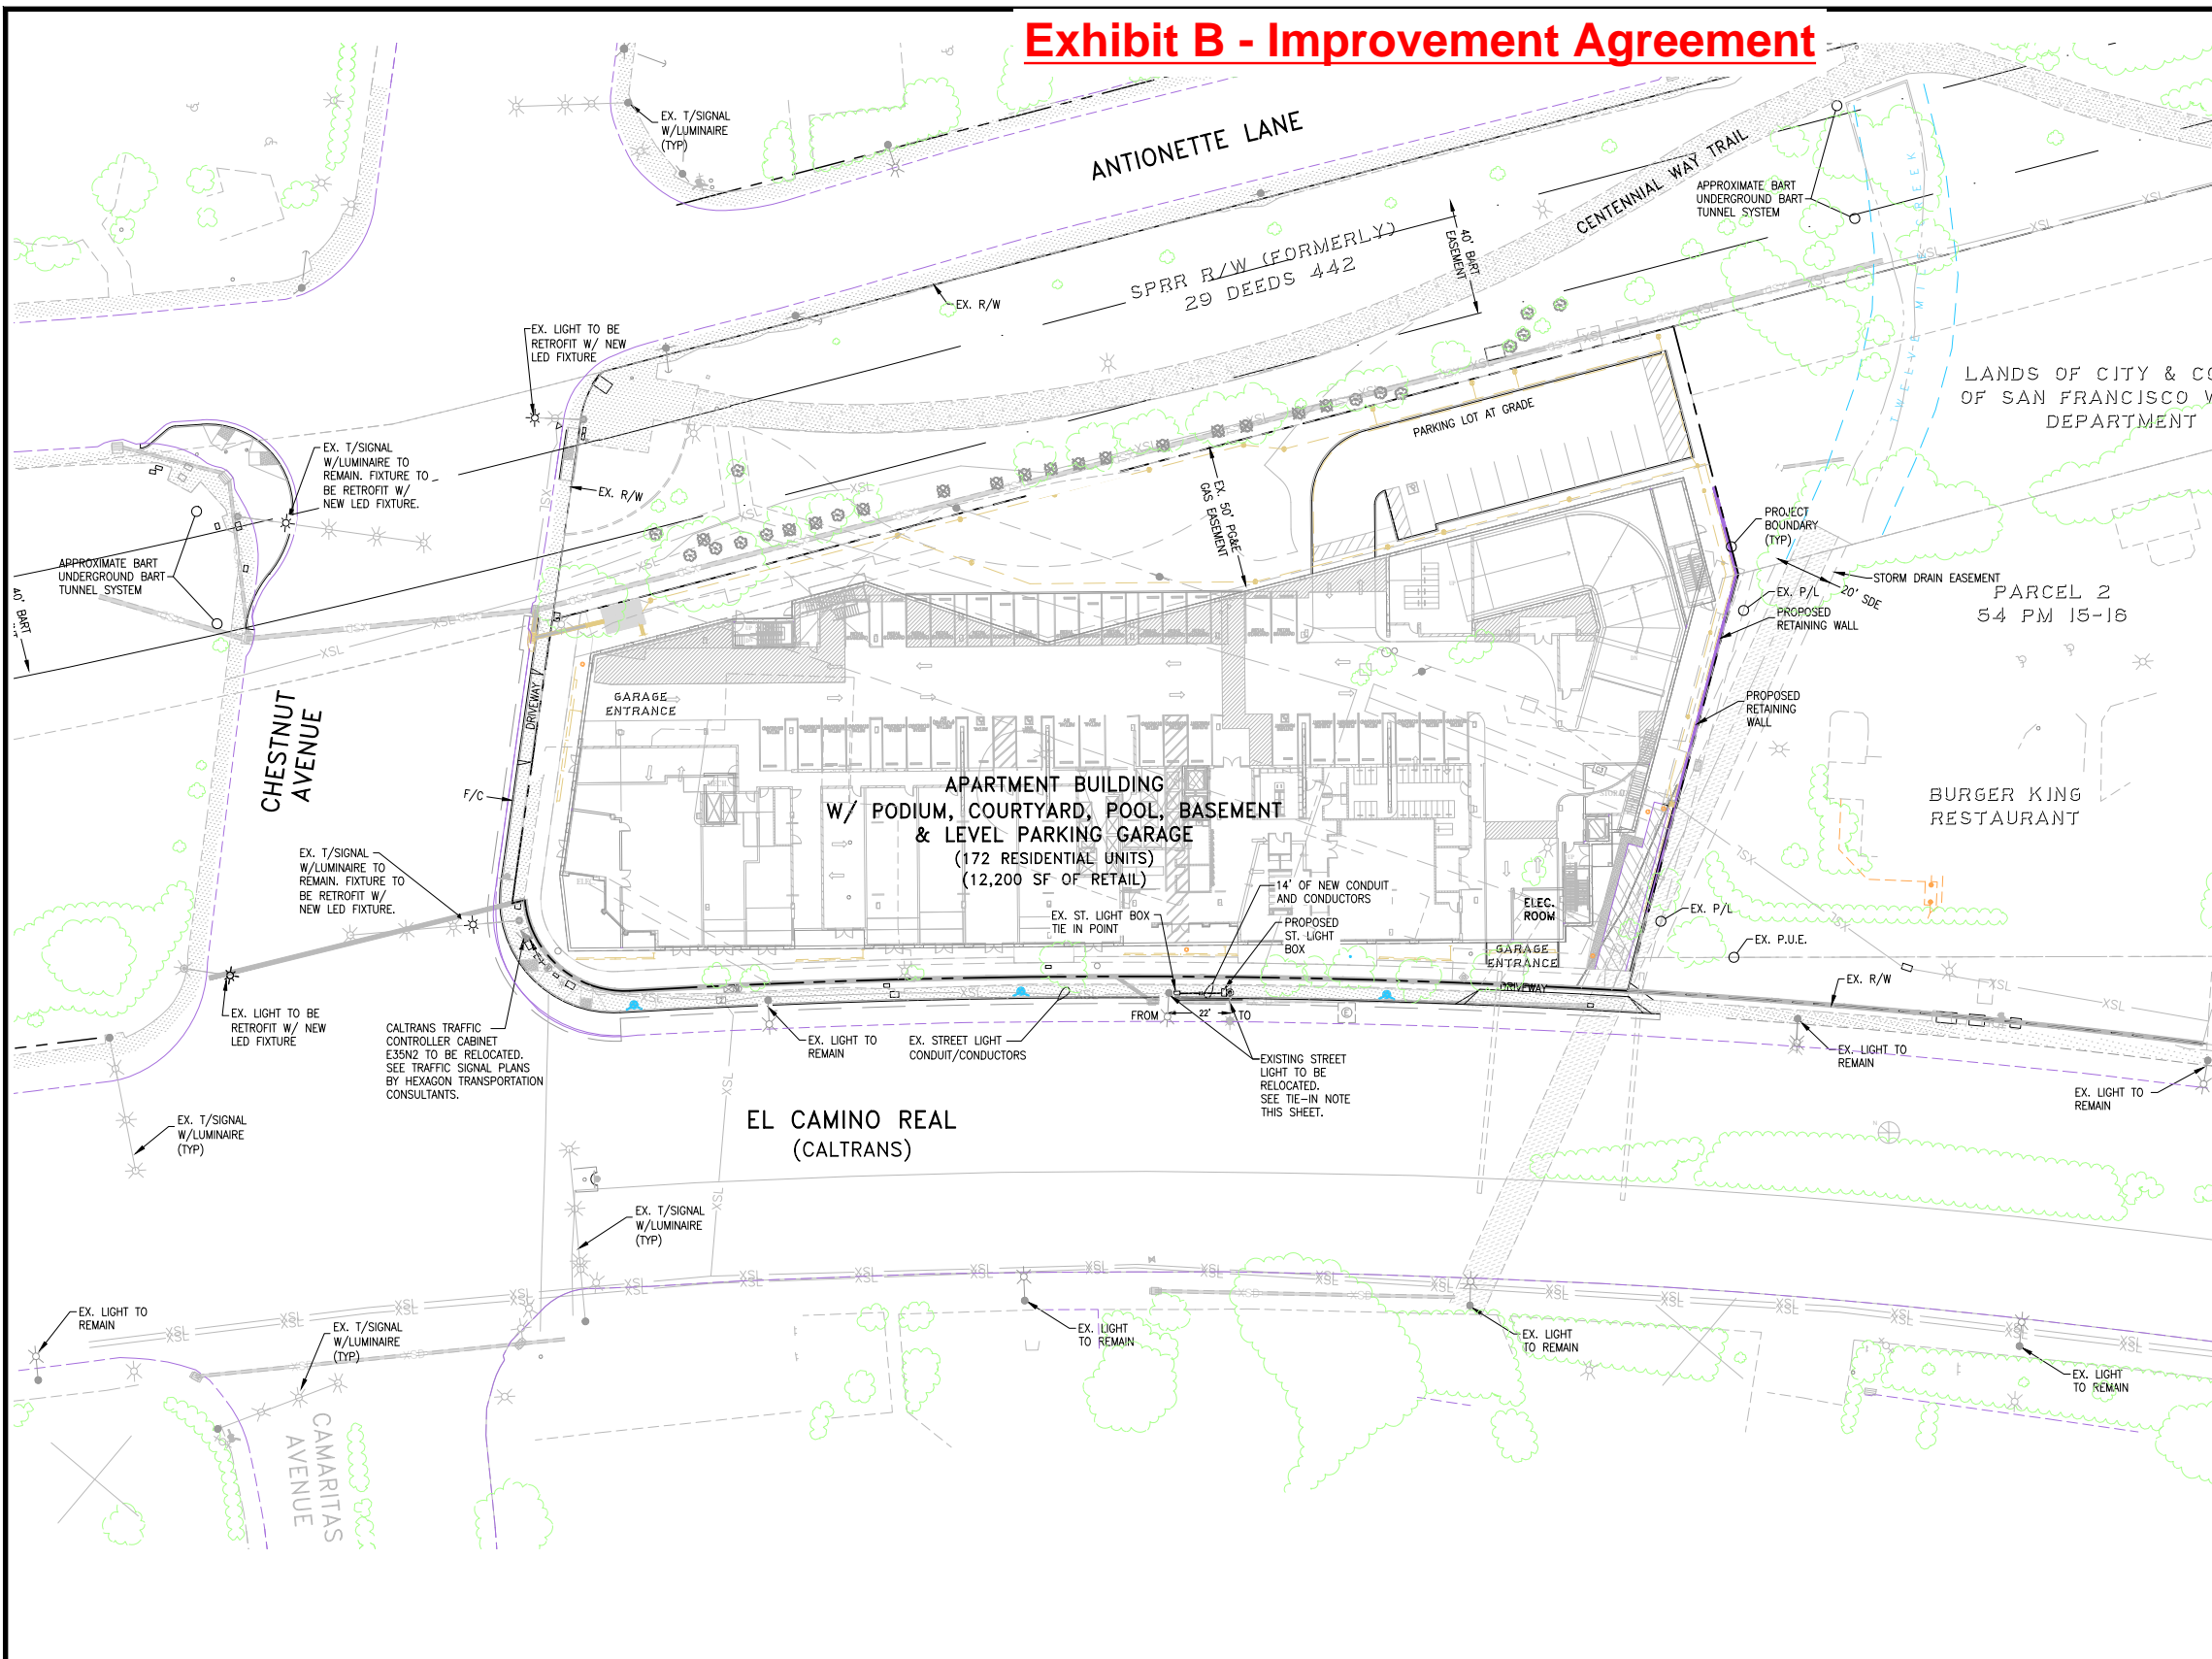 Exhibit B - Improvement Agreement
EX. T/SIGNAL
W/LUMINAIRE
(TYP)
ANTIONETTE LANE
CENTENNIAL WAY TRAIL
APPROXIMATE BART
UNDERGROUND BART
TUNNEL SYSTEM
TWELVE MILE CREEK
SPRR R/W (FORMERLY)
29 DEEDS 442
40' BART
EASEMENT
EX. R/W
EX. LIGHT TO BE
RETROFIT W/ NEW
LED FIXTURE
LANDS OF CITY &
OF SAN FRANCISCO
DEPARTMENT
PARKING LOT AT GRADE
EX. T/SIGNAL
W/LUMINAIRE TO
REMAIN. FIXTURE TO
BE RETROFIT W/
NEW LED FIXTURE.
EX. R/W
EX. 50' PG&E
GAS EASEMENT
PROJECT
BOUNDARY
(TYP)
APPROXIMATE BART
UNDERGROUND BART
TUNNEL SYSTEM
40' BART
STORM DRAIN EASEMENT
20' SDE
EX. P/L
PROPOSED
RETAINING WALL
PARCEL 2
54 PM 15-16
GARAGE
ENTRANCE
DRIVEWAY
CHESTNUT
AVENUE
PROPOSED
RETAINING
WALL
F/C
APARTMENT BUILDING
W/ PODIUM, COURTYARD, POOL, BASEMENT
& LEVEL PARKING GARAGE
(172 RESIDENTIAL UNITS)
(12,200 SF OF RETAIL)
BURGER KING
RESTAURANT
EX. T/SIGNAL
W/LUMINAIRE TO
REMAIN. FIXTURE TO
BE RETROFIT W/
NEW LED FIXTURE.
14' OF NEW CONDUIT
AND CONDUCTORS
EX. ST. LIGHT BOX
TIE IN POINT
PROPOSED
ST. LIGHT
BOX
ELEC.
ROOM
EX. P/L
EX. P.U.E.
GARAGE
ENTRANCE
EX. R/W
DRIVEWAY
FROM 22' TO
EX. LIGHT TO BE
RETROFIT W/ NEW
LED FIXTURE
CALTRANS TRAFFIC
CONTROLLER CABINET
E35N2 TO BE RELOCATED.
SEE TRAFFIC SIGNAL PLANS
BY HEXAGON TRANSPORTATION
CONSULTANTS.
EX. LIGHT TO
REMAIN
EX. STREET LIGHT
CONDUIT/CONDUCTORS
EXISTING STREET
LIGHT TO BE
RELOCATED.
SEE TIE-IN NOTE
THIS SHEET.
EX. LIGHT TO
REMAIN
EX. LIGHT TO
REMAIN
EL CAMINO REAL
(CALTRANS)
EX. T/SIGNAL
W/LUMINAIRE
(TYP)
EX. T/SIGNAL
W/LUMINAIRE
(TYP)
EX. LIGHT TO
REMAIN
EX. T/SIGNAL
W/LUMINAIRE
(TYP)
EX. LIGHT
TO REMAIN
EX. LIGHT
TO REMAIN
EX. LIGHT
TO REMAIN
CAMARITAS
AVENUE